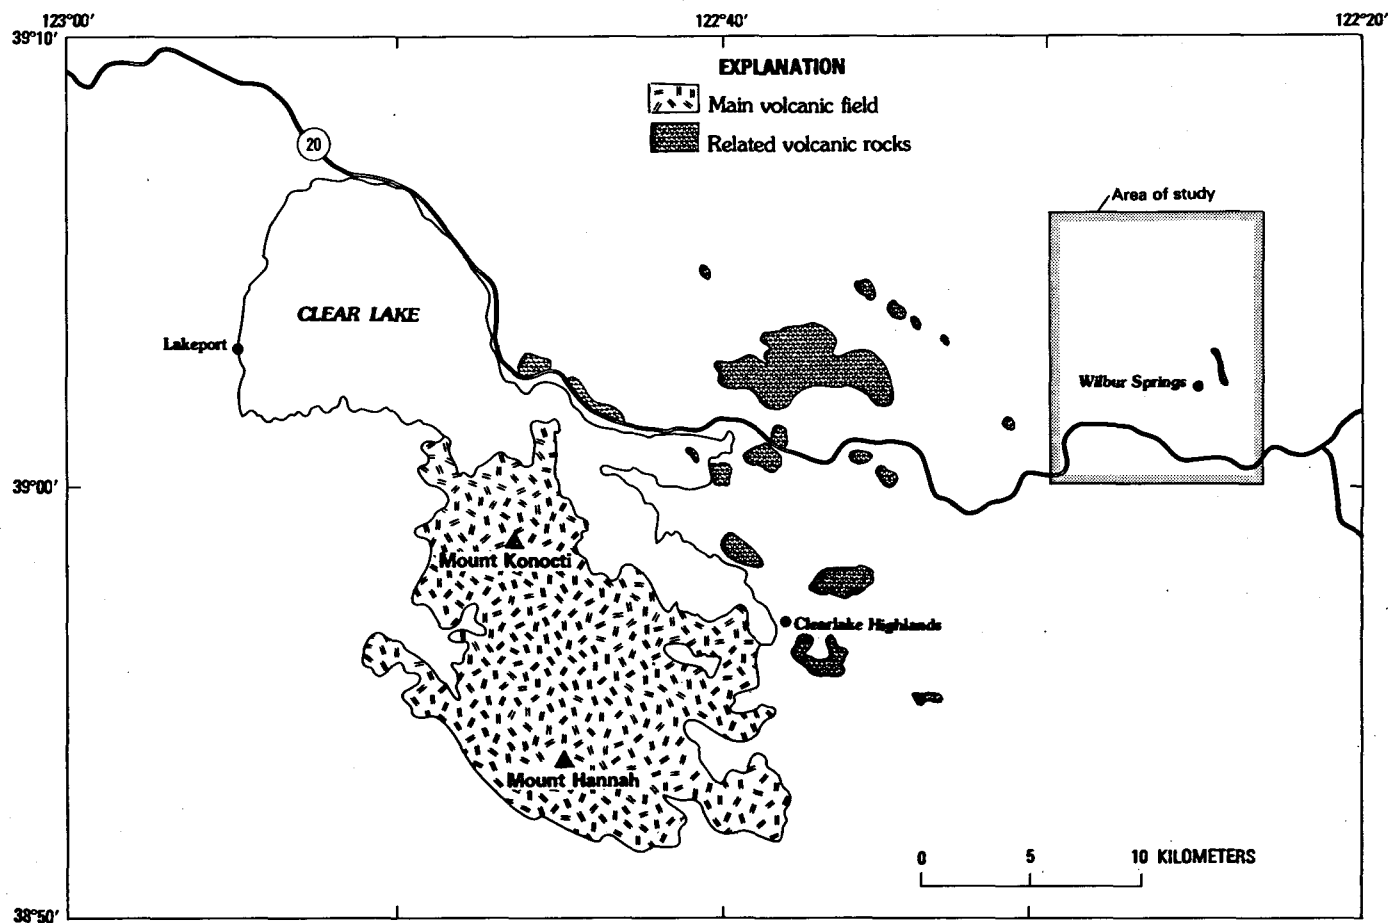 123°00'
122°40'
122°20'
39°10'
EXPLANATION
Main volcanic field
Related volcanic rocks
20
Area of study
CLEAR LAKE
Lakeport
Wilbur Springs
39°00'
Mount Konocti
Clearlake Highlands
Mount Hannah
0 5 10 KILOMETERS
38°50'